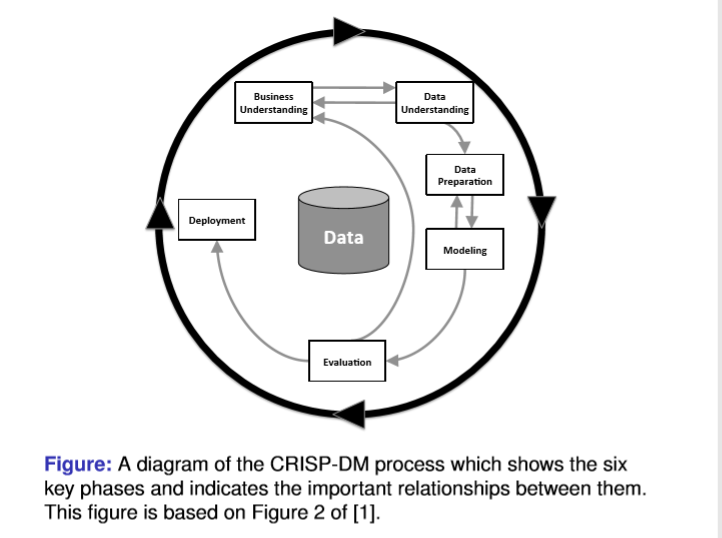 Business
Understanding
Data
Understanding
Data
Preparation
Deployment
Data
Modeling
Evaluation
Figure: A diagram of the CRISP-DM process which shows the six
key phases and indicates the important relationships between them.
This figure is based on Figure 2 of [1].